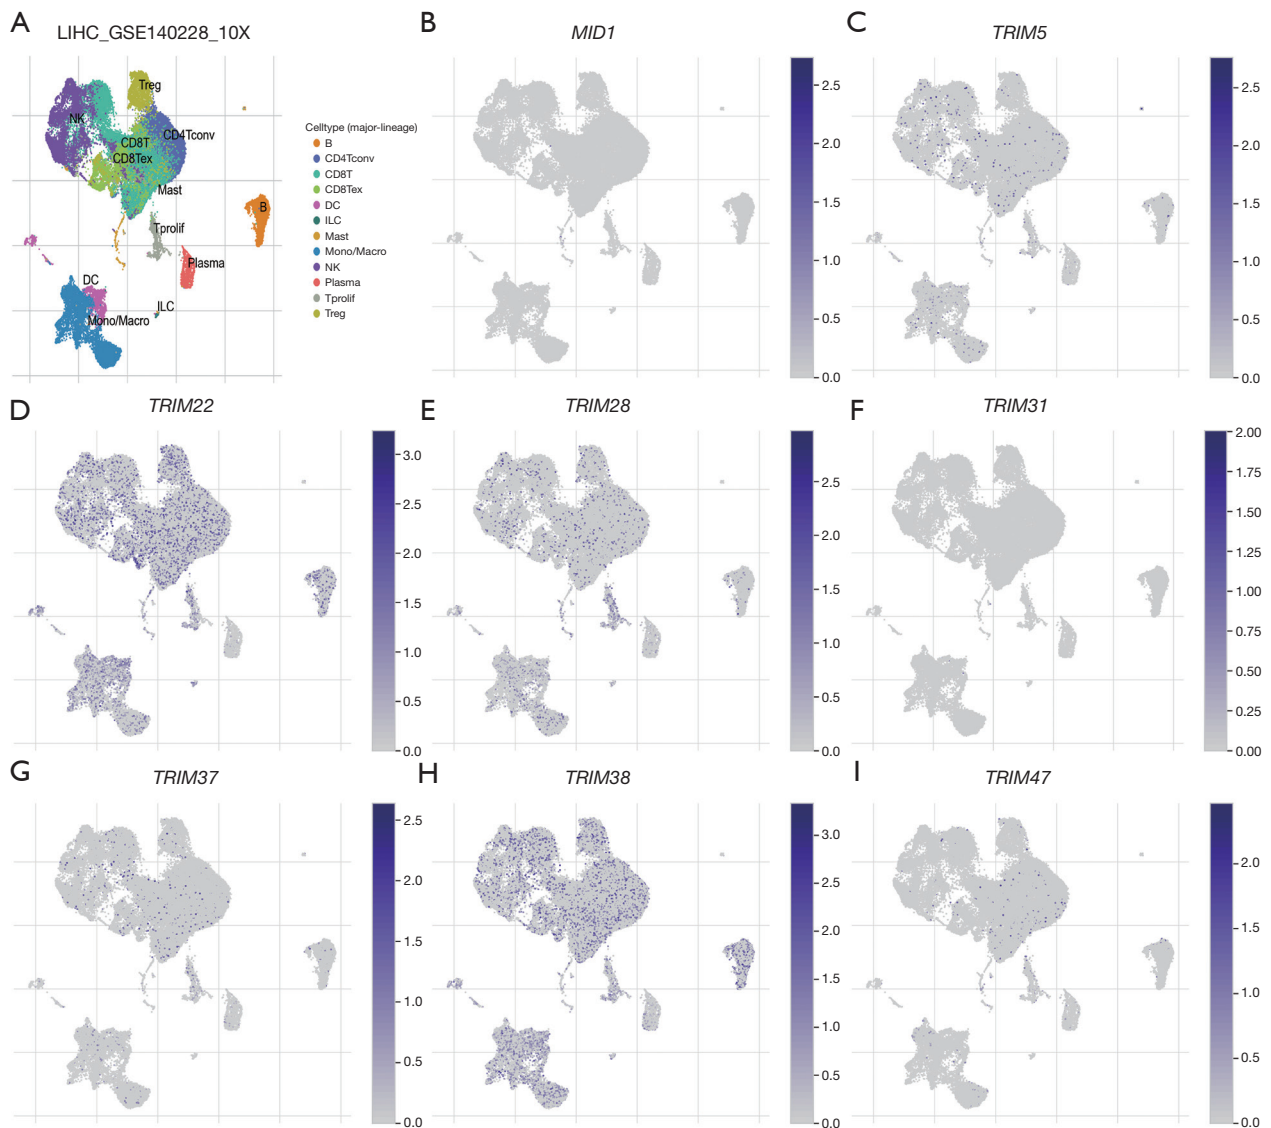 A
LIHC_GSE140228_10X
Treg
NK
CD4Tconv
CD8T
CD8Tex
Mast
B
Tprolif
Plasma
DC
ILC
Mono/Macro
Celltype (major-lineage)
B
CD4Tconv
CD8T
CD8Tex
DC
ILC
Mast
Mono/Macro
NK
Plasma
Tprolif
Treg
B
MID1
2.5
2.0
1.5
1.0
0.5
0.0
C
TRIM5
2.5
2.0
1.5
1.0
0.5
0.0
D
TRIM22
3.0
2.5
2.0
1.5
1.0
0.5
0.0
E
TRIM28
2.5
2.0
1.5
1.0
0.5
0.0
F
TRIM31
2.00
1.75
1.50
1.25
1.00
0.75
0.50
0.25
0.00
G
TRIM37
2.5
2.0
1.5
1.0
0.5
0.0
H
TRIM38
3.0
2.5
2.0
1.5
1.0
0.5
0.0
I
TRIM47
2.0
1.5
1.0
0.5
0.0